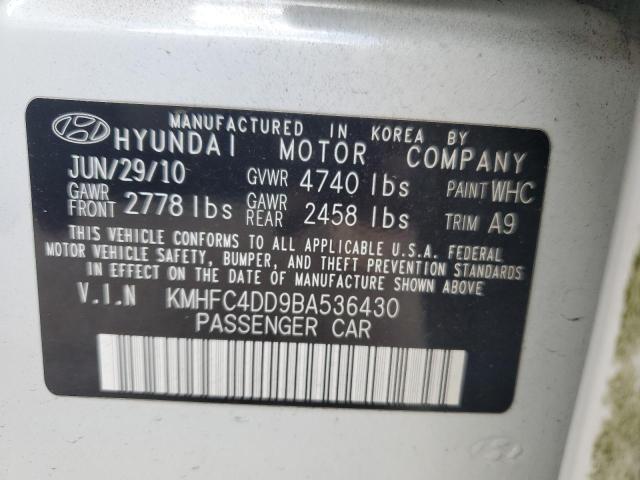 MANUFACTURED IN KOREA BY
HYUNDAI MOTOR COMPANY
JUN/29/10 GVWR 4740 lbs PAINT WHC
GAWR FRONT 2778 lbs GAWR REAR 2458 lbs TRIM A9
THIS VEHICLE CONFORMS TO ALL APPLICABLE U.S.A. FEDERAL
MOTOR VEHICLE SAFETY, BUMPER, AND THEFT PREVENTION STANDARDS
IN EFFECT ON THE DATE OF MANUFACTURE SHOWN ABOVE
V.I.N KMHFC4DD9BA536430
PASSENGER CAR